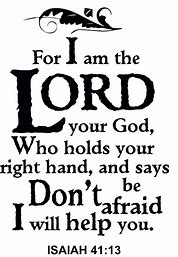 For I am the
LORD
your God,
Who holds your
right hand, and says
Don't be afraid
I will help you.
ISAIAH 41:13